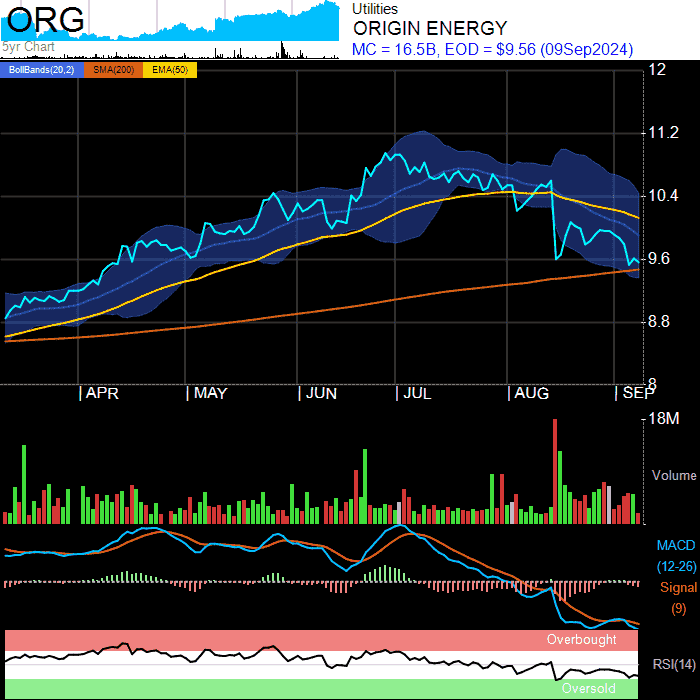 ORG
5yr Chart
Utilities
ORIGIN ENERGY
MC = 16.5B, EOD = $9.56 (09Sep2024)
BollBands(20,2) SMA(200) EMA(50)
12
11.2
10.4
9.6
8.8
8
APR MAY JUN JUL AUG SEP
18M
Volume
MACD
(12-26)
Signal
(9)
Overbought
RSI(14)
Oversold